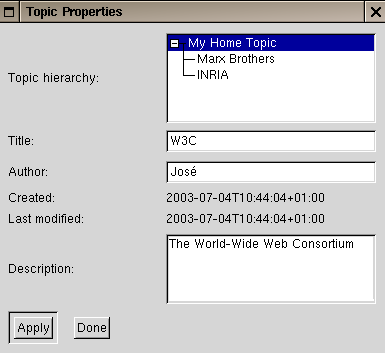 Topic Properties
My Home Topic
Marx Brothers
INRIA
Topic hierarchy:
Title: W3C
Author: José
Created: 2003-07-04T10:44:04+01:00
Last modified: 2003-07-04T10:44:04+01:00
The World-Wide Web Consortium
Description:
Apply Done